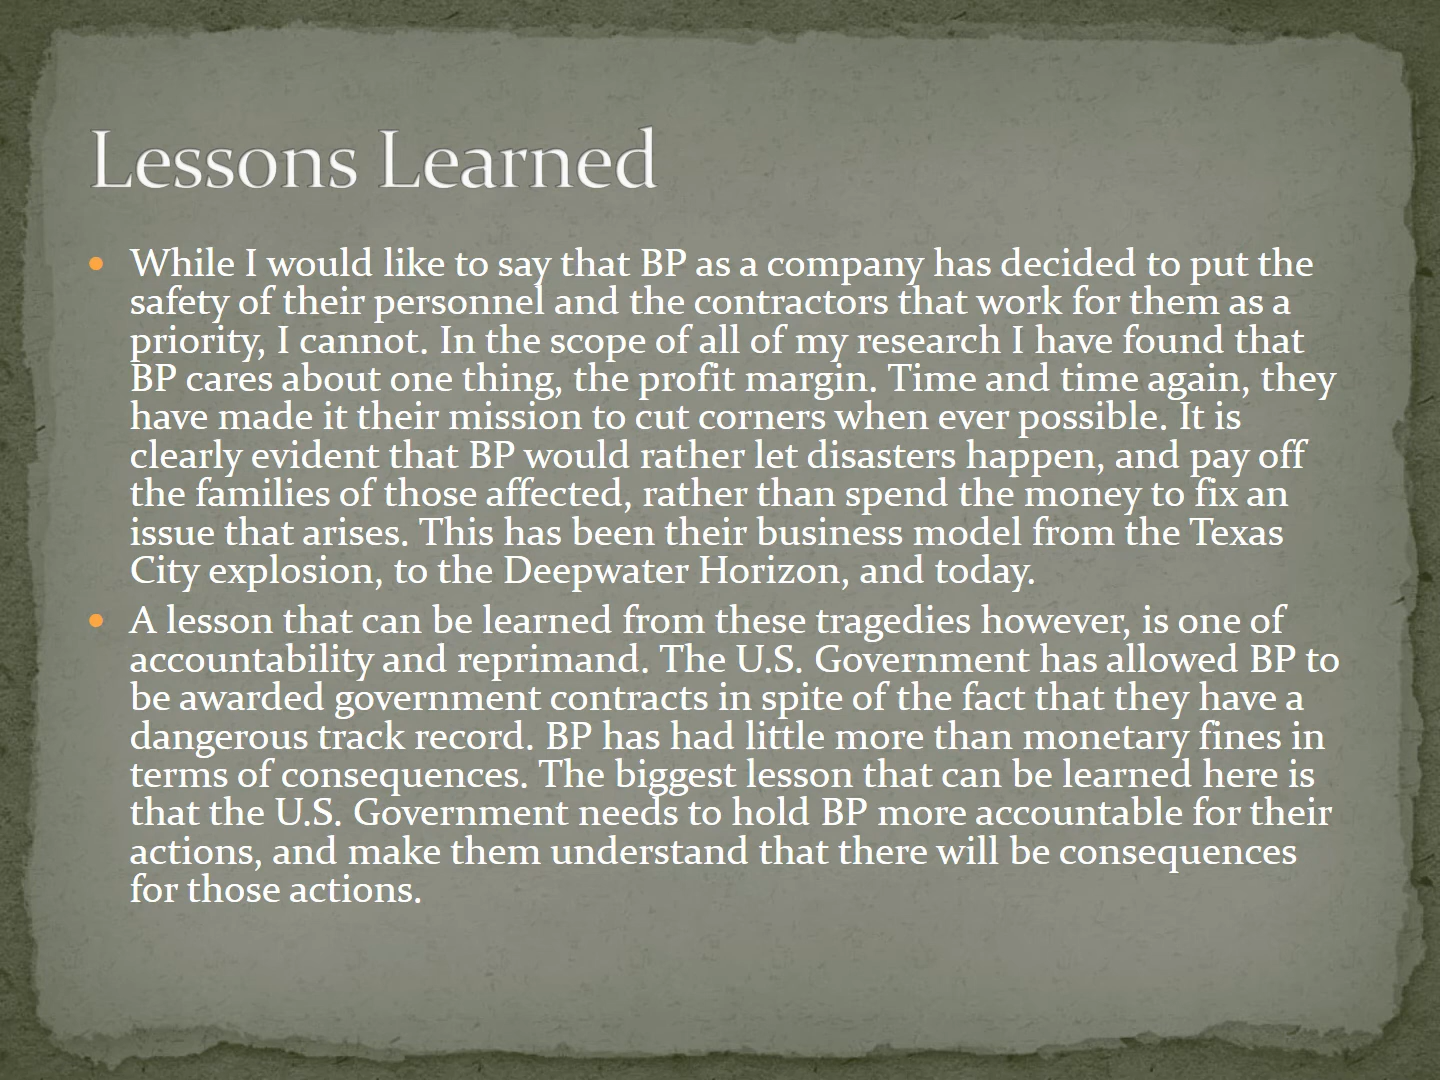 Lessons Learned
• While I would like to say that BP as a company has decided to put the
safety of their personnel and the contractors that work for them as a
priority, I cannot. In the scope of all of my research I have found that
BP cares about one thing, the profit margin. Time and time again, they
have made it their mission to cut corners when ever possible. It is
clearly evident that BP would rather let disasters happen, and pay off
the families of those affected, rather than spend the money to fix an
issue that arises. This has been their business model from the Texas
City explosion, to the Deepwater Horizon, and today.
• A lesson that can be learned from these tragedies however, is one of
accountability and reprimand. The U.S. Government has allowed BP to
be awarded government contracts in spite of the fact that they have a
dangerous track record. BP has had little more than monetary fines in
terms of consequences. The biggest lesson that can be learned here is
that the U.S. Government needs to hold BP more accountable for their
actions, and make them understand that there will be consequences
for those actions.